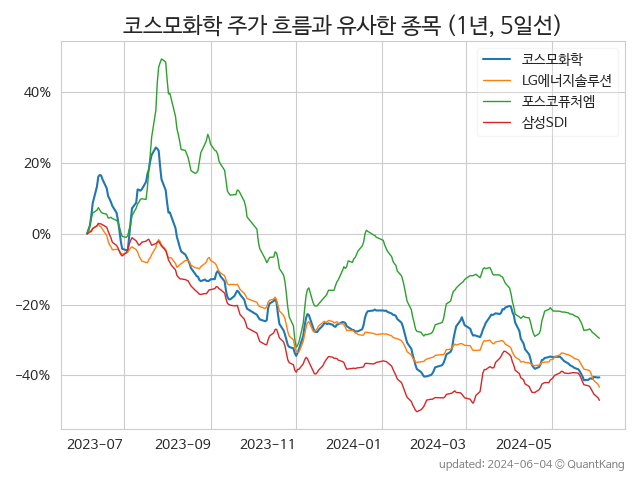 코스모화학 주가 흐름과 유사한 종목 (1년, 5일선)
코스모화학
LG에너지솔루션
포스코퓨처엠
삼성SDI
40%
20%
0%
−20%
−40%
2023-07 2023-09 2023-11 2024-01 2024-03 2024-05
updated: 2024-06-04 © QuantKang